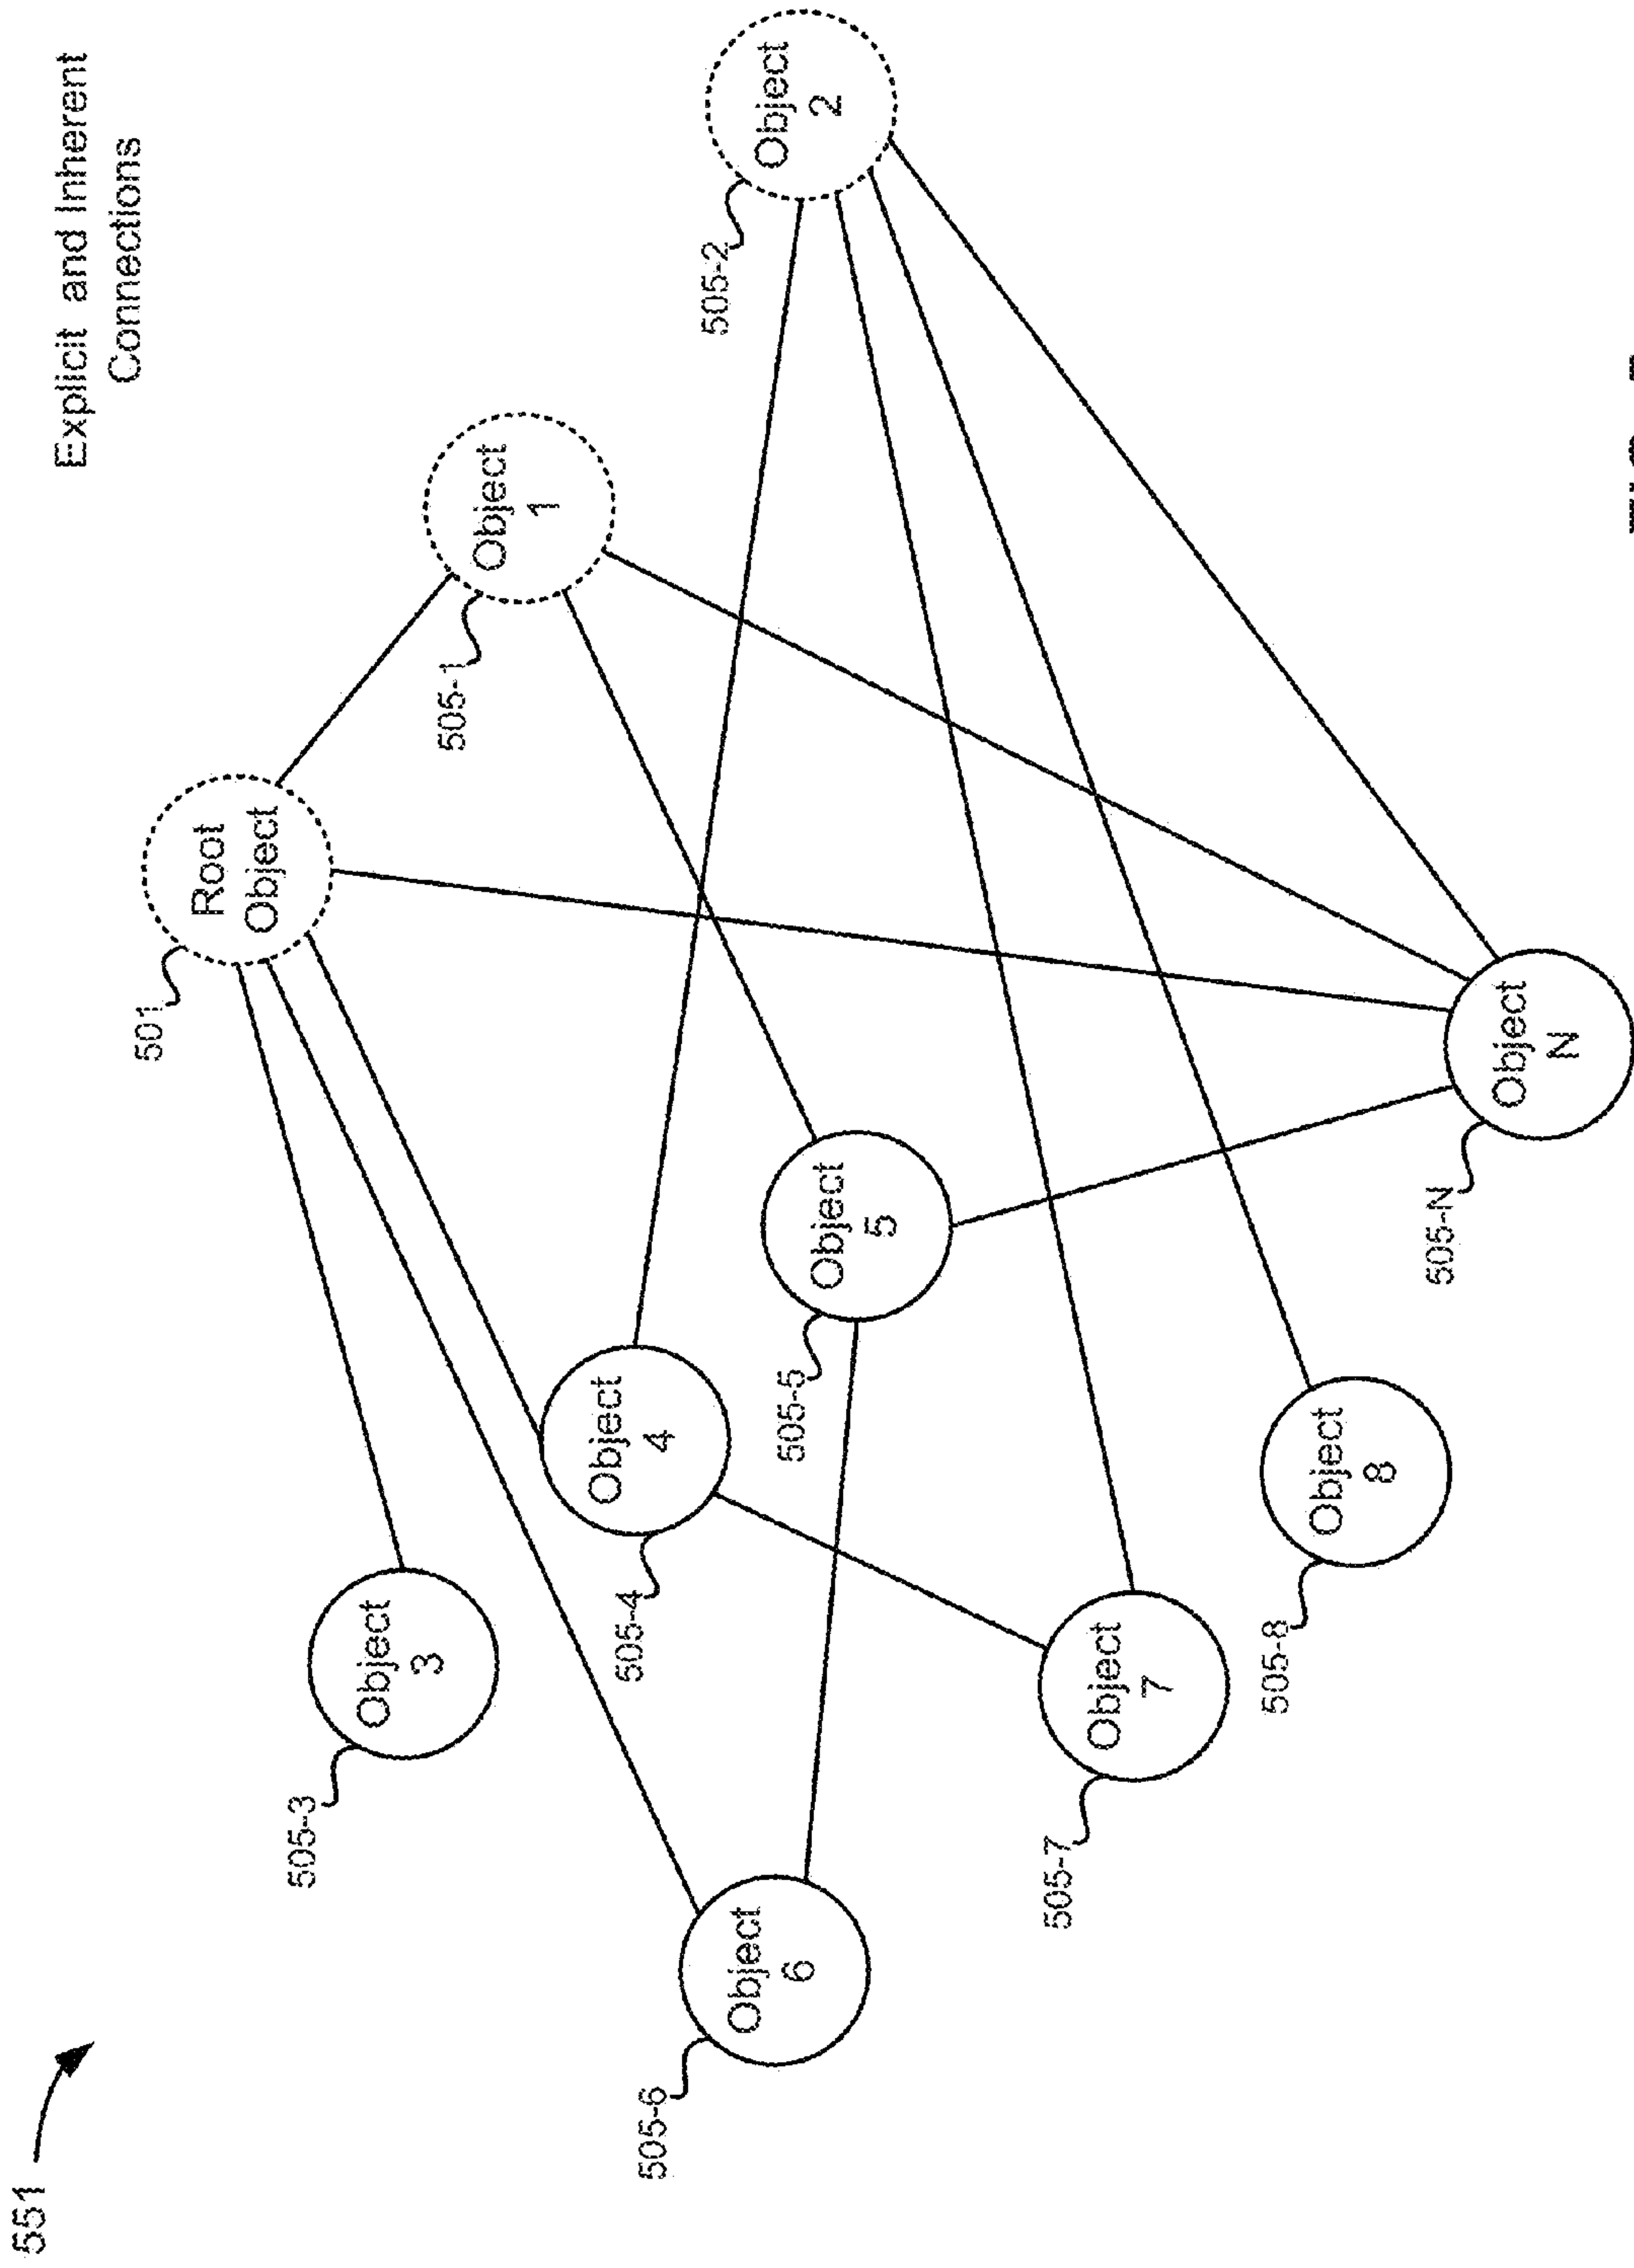 551
Explicit and Inherent
Connections
501
Root
Object
505-1
Object
1
505-2
Object
2
505-3
Object
3
505-4
Object
4
505-5
Object
5
505-6
Object
6
505-7
Object
7
505-8
Object
8
505-N
Object
N